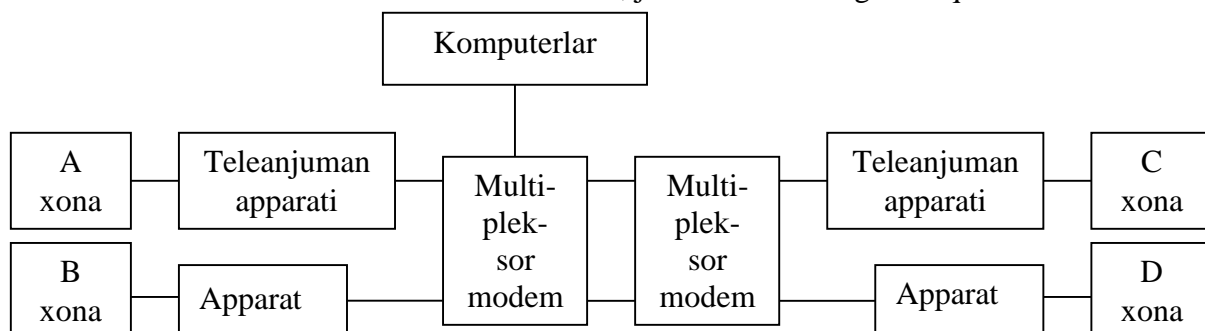 Komputerlar
A
xona
Teleanjuman
apparati
Multi-
plek-
sor
modem
Multi-
plek-
sor
modem
Teleanjuman
apparati
C
xona
B
xona
Apparat
Apparat
D
xona